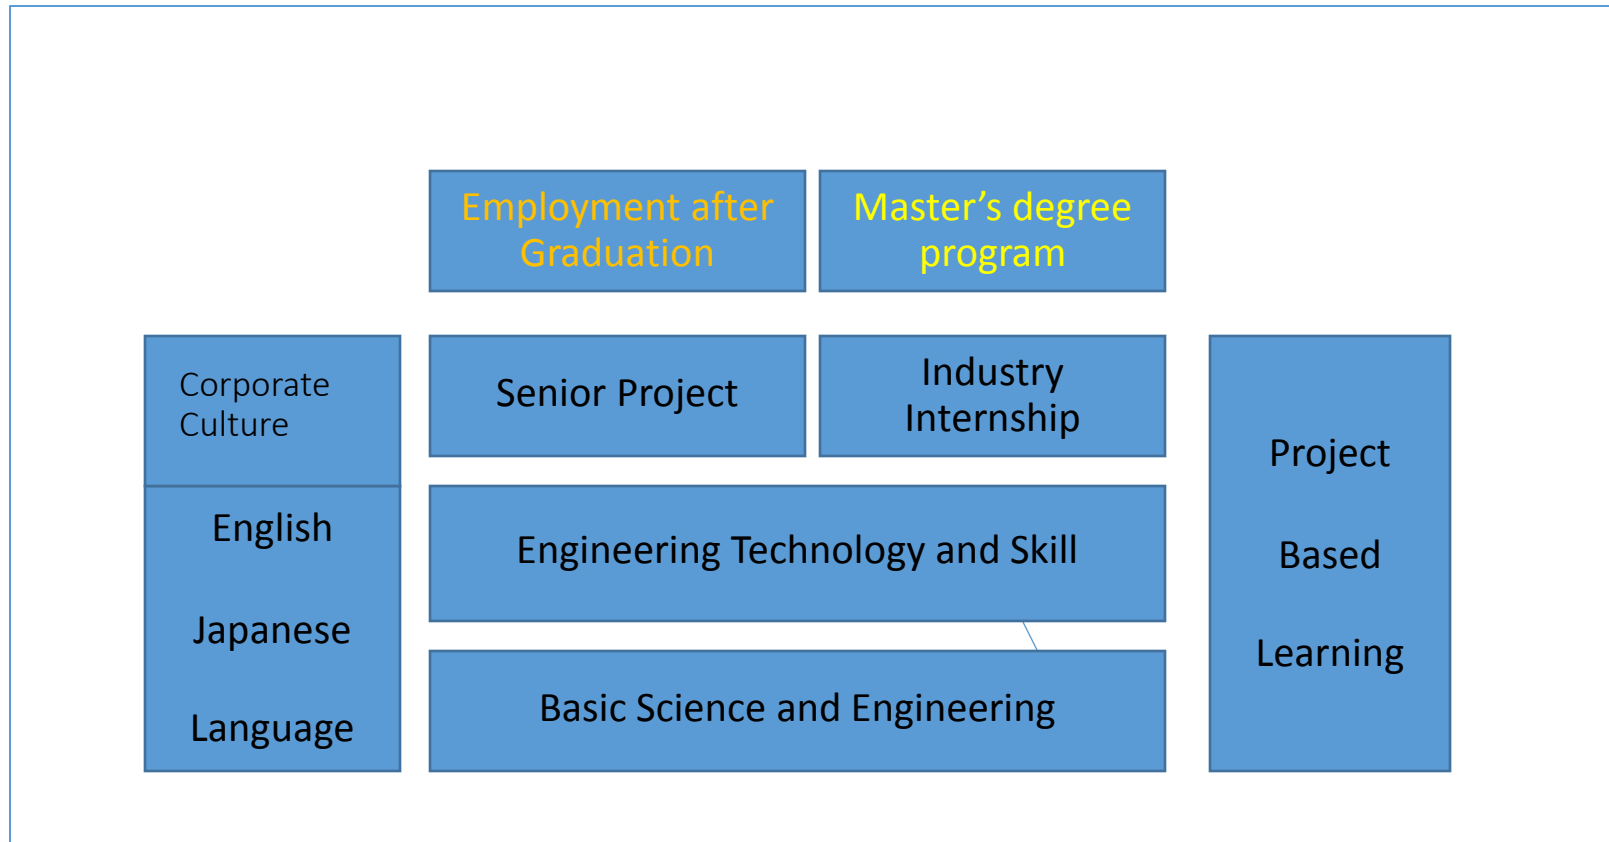 Employment after
Graduation
Master’s degree
program
Corporate
Culture
Senior Project
Industry
Internship
English
Japanese
Language
Engineering Technology and Skill
Basic Science and Engineering
Project
Based
Learning